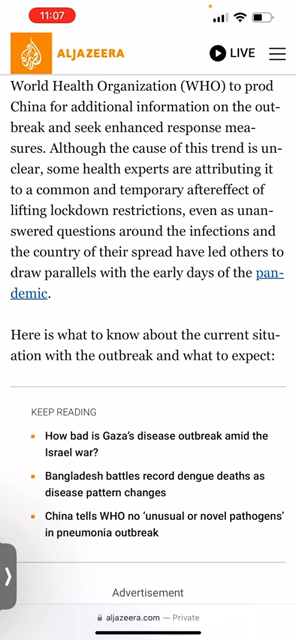 11:07
ALJAZEERA
LIVE
World Health Organization (WHO) to prod
China for additional information on the out-
break and seek enhanced response mea-
sures. Although the cause of this trend is un-
clear, some health experts are attributing it
to a common and temporary aftereffect of
lifting lockdown restrictions, even as unan-
swered questions around the infections and
the country of their spread have led others to
draw parallels with the early days of the pan-
demic.
Here is what to know about the current situ-
ation with the outbreak and what to expect:
KEEP READING
How bad is Gaza's disease outbreak amid the
Israel war?
Bangladesh battles record dengue deaths as
disease pattern changes
China tells WHO no 'unusual or novel pathogens'
in pneumonia outbreak
Advertisement
aljazeera.com — Private